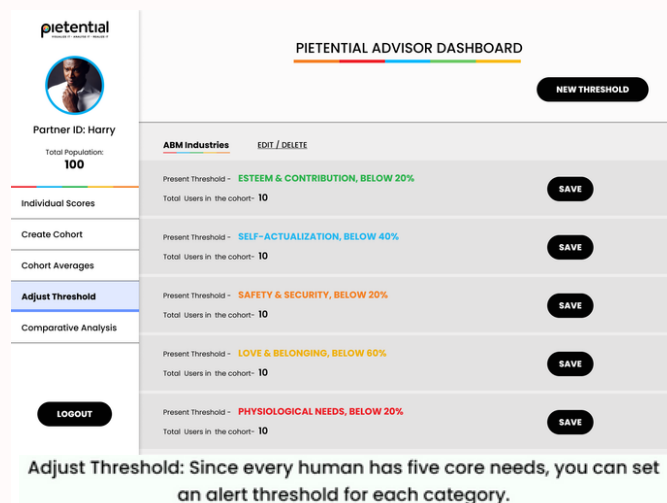 pietential
PIETENTIAL ADVISOR DASHBOARD
NEW THRESHOLD
Partner ID: Harry
Total Population:
100
Individual Scores
Create Cohort
Cohort Averages
Adjust Threshold
Comparative Analysis
LOGOUT
ABM Industries EDIT / DELETE
Present Threshold - ESTEEM & CONTRIBUTION, BELOW 20%
Total Users in the cohort- 10
SAVE
Present Threshold - SELF-ACTUALIZATION, BELOW 40%
Total Users in the cohort- 10
SAVE
Present Threshold - SAFETY & SECURITY, BELOW 20%
Total Users in the cohort- 10
SAVE
Present Threshold - LOVE & BELONGING, BELOW 60%
Total Users in the cohort- 10
SAVE
Present Threshold - PHYSIOLOGICAL NEEDS, BELOW 20%
Total Users in the cohort- 10
SAVE
Adjust Threshold: Since every human has five core needs, you can set
an alert threshold for each category.